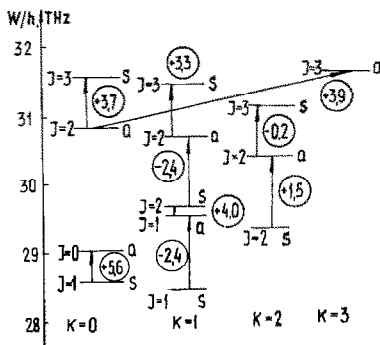 W/h, THz
32
+3,3
J=3 S
J=3 S
J=3
a
+3,7
+3,9
31
J=3 S
J=2 a
J=2 a
-0,2
J=2 a
-2,4
+1,5
30
J=2 S
J=1 a
+4,0
J=2 S
29
J=0 a
+5,6
-2,4
J=1 S
J=1 S
28
K=0 K=1 K=2 K=3